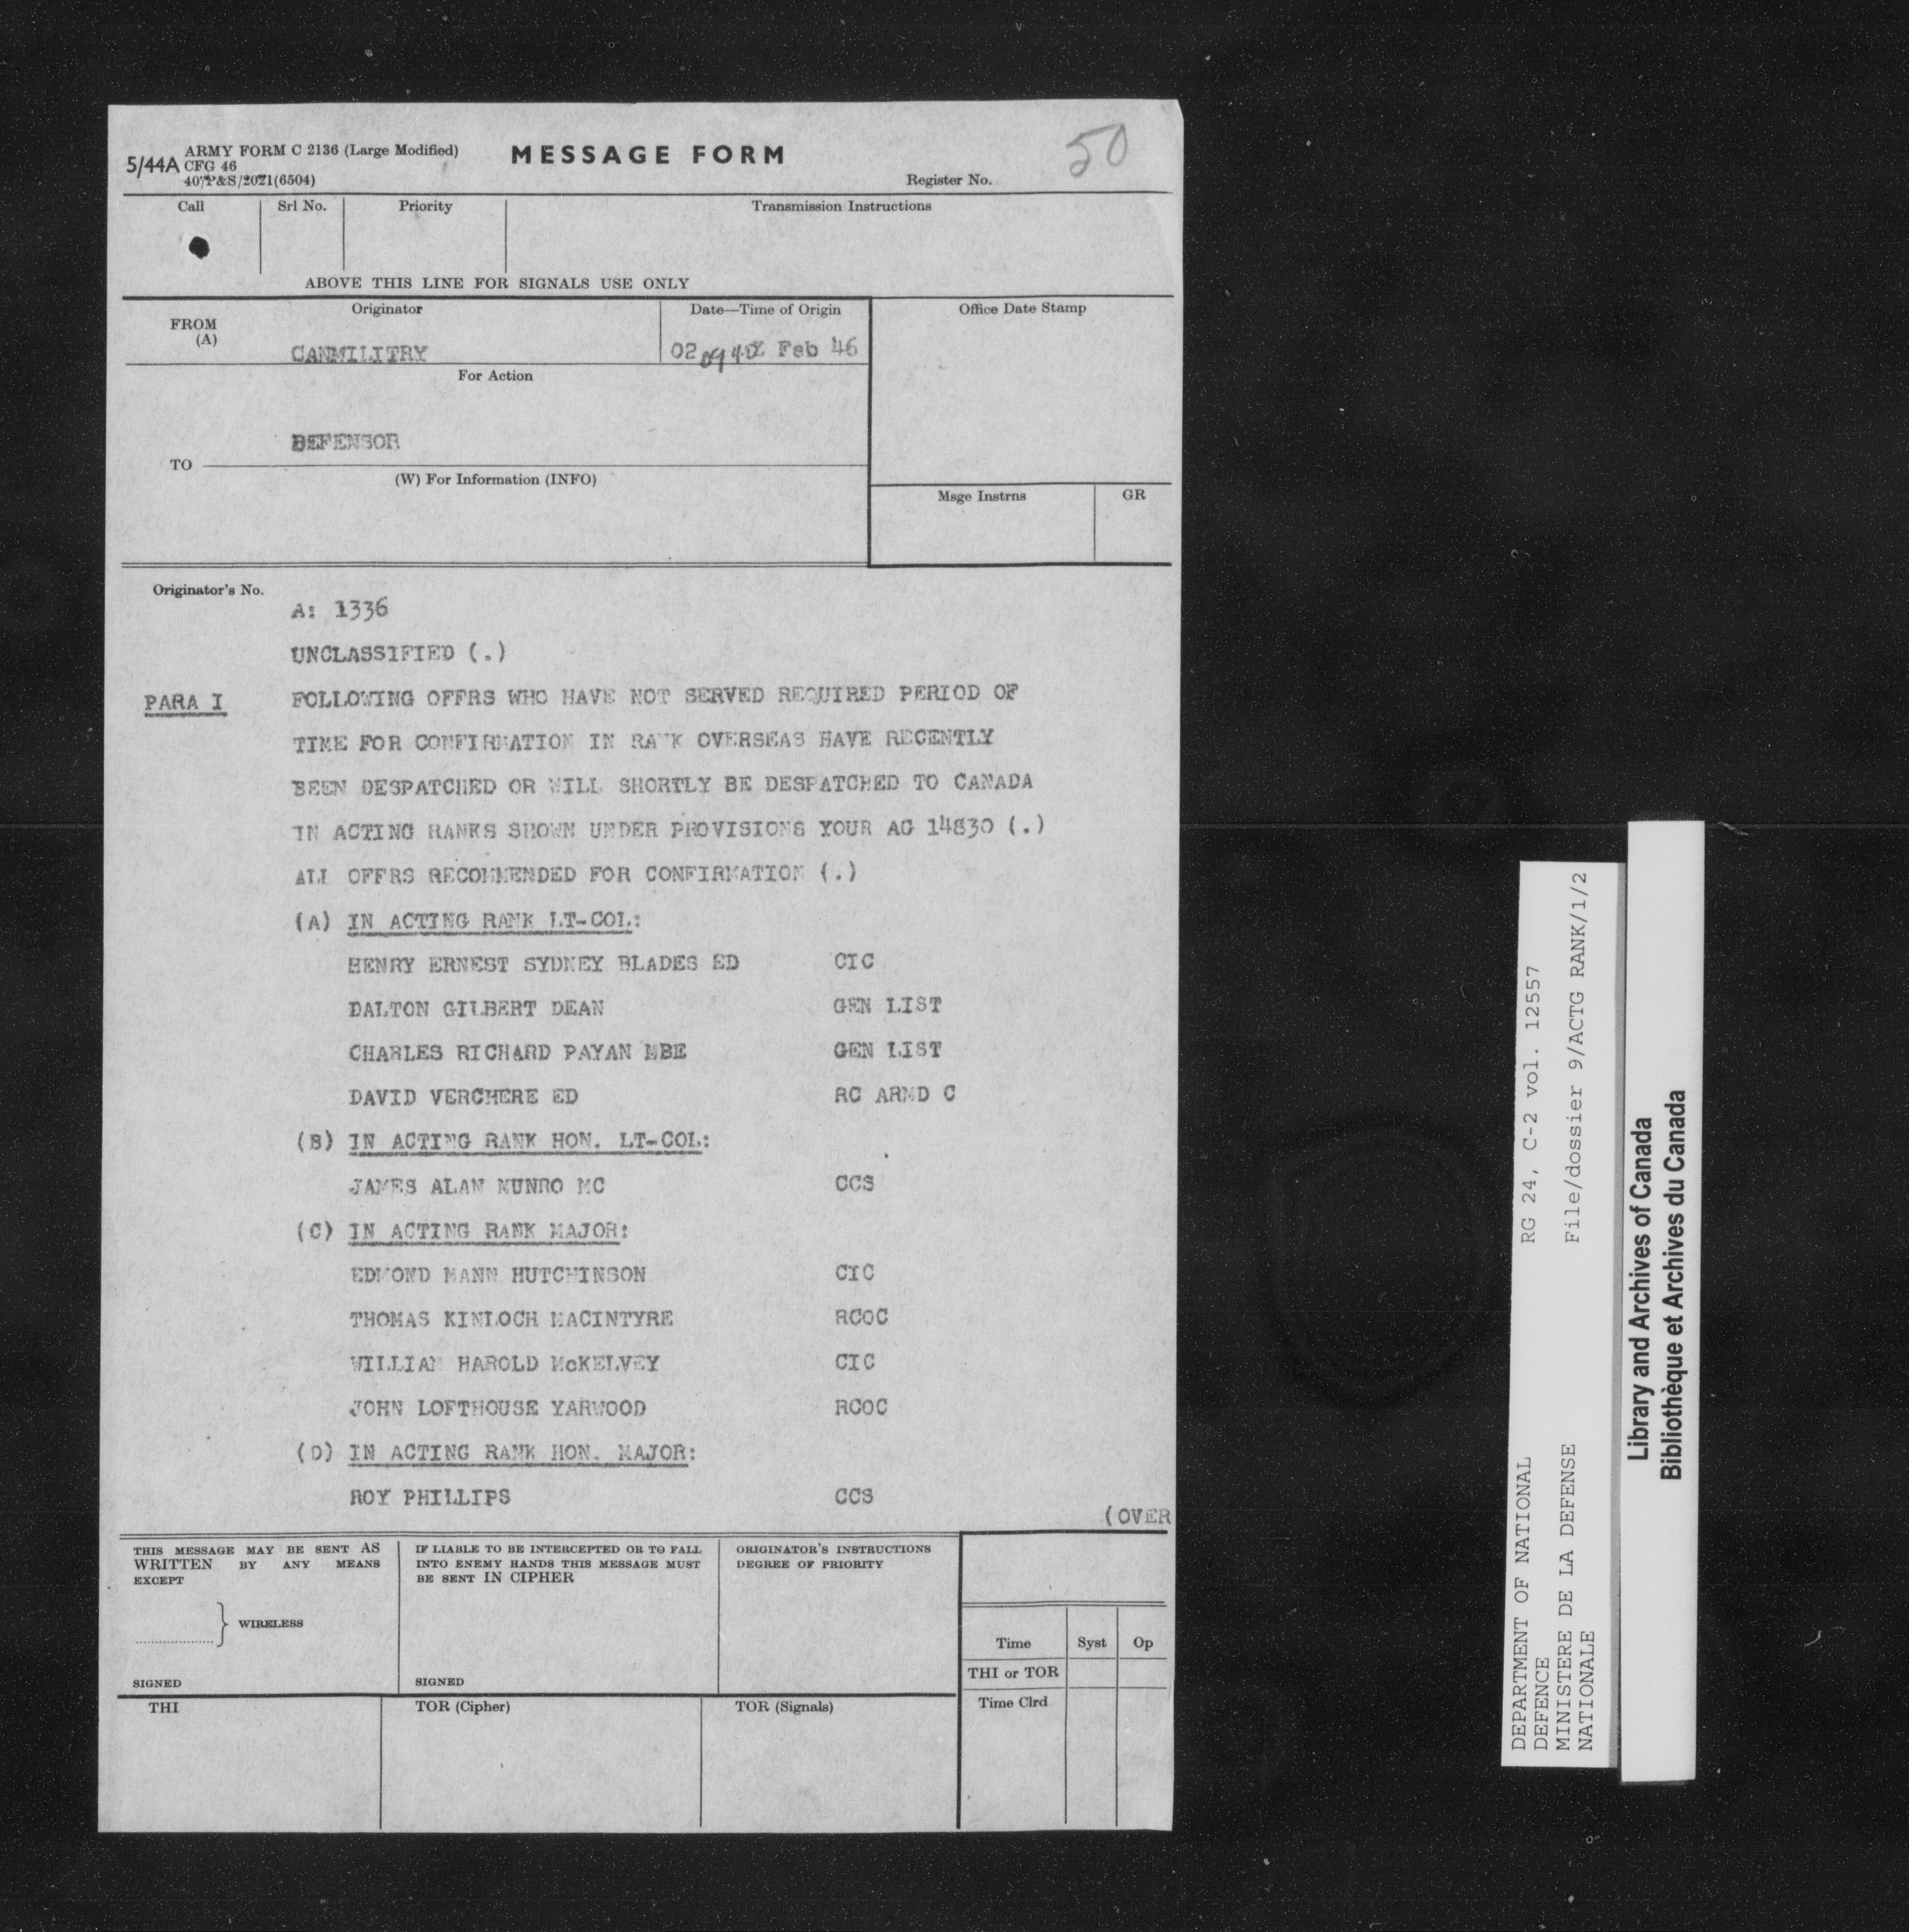 5/44A ARMY FORM C 2136 (Large Modified)
CFG 46
40/P&S/2021(6504)
MESSAGE FORM
Register No.
50
Call Srl No. Priority Transmission Instructions
ABOVE THIS LINE FOR SIGNALS USE ONLY
FROM
(A)
Originator Date—Time of Origin Office Date Stamp
CANMILITRY 02 Feb 46
For Action
DEFENSOR
TO
(W) For Information (INFO)
Msge Instrns GR
Originator's No.
A: 1336
UNCLASSIFIED (.)
PARA I FOLLOWING OFFRS WHO HAVE NOT SERVED REQUIRED PERIOD OF
TIME FOR CONFIRMATION IN RANK OVERSEAS HAVE RECENTLY
BEEN DESPATCHED OR WILL SHORTLY BE DESPATCHED TO CANADA
IN ACTING RANKS SHOWN UNDER PROVISIONS YOUR AG 14830 (.)
ALL OFFRS RECOMMENDED FOR CONFIRMATION (.)
(A) IN ACTING RANK LT-COL:
HENRY ERNEST SYDNEY BLADES ED CIC
DALTON GILBERT DEAN GEN LIST
CHARLES RICHARD PAYAN MBE GEN LIST
DAVID VERCHERE ED RC ARMD C
(B) IN ACTING RANK HON. LT-COL:
JAMES ALAN MUNRO MC CCS
(C) IN ACTING RANK MAJOR:
EDMOND MANN HUTCHINSON CIC
THOMAS KINLOCH MACINTYRE RCOC
WILLIAM HAROLD McKELVEY CIC
JOHN LOFTHOUSE YARWOOD RCOC
(D) IN ACTING RANK HON. MAJOR:
ROY PHILLIPS CCS
(OVER
THIS MESSAGE MAY BE SENT AS
WRITTEN BY ANY MEANS
EXCEPT
WIRELESS
SIGNED
IF LIABLE TO BE INTERCEPTED OR TO FALL
INTO ENEMY HANDS THIS MESSAGE MUST
BE SENT IN CIPHER
SIGNED
ORIGINATOR'S INSTRUCTIONS
DEGREE OF PRIORITY
Time Syst Op
THI or TOR
Time Clrd
THI TOR (Cipher) TOR (Signals)
DEPARTMENT OF NATIONAL RG 24, C-2 vol. 12557
DEFENCE
MINISTERE DE LA DEFENSE File/dossier 9/ACTG RANK/1/2
NATIONALE
Library and Archives of Canada
Bibliothèque et Archives du Canada